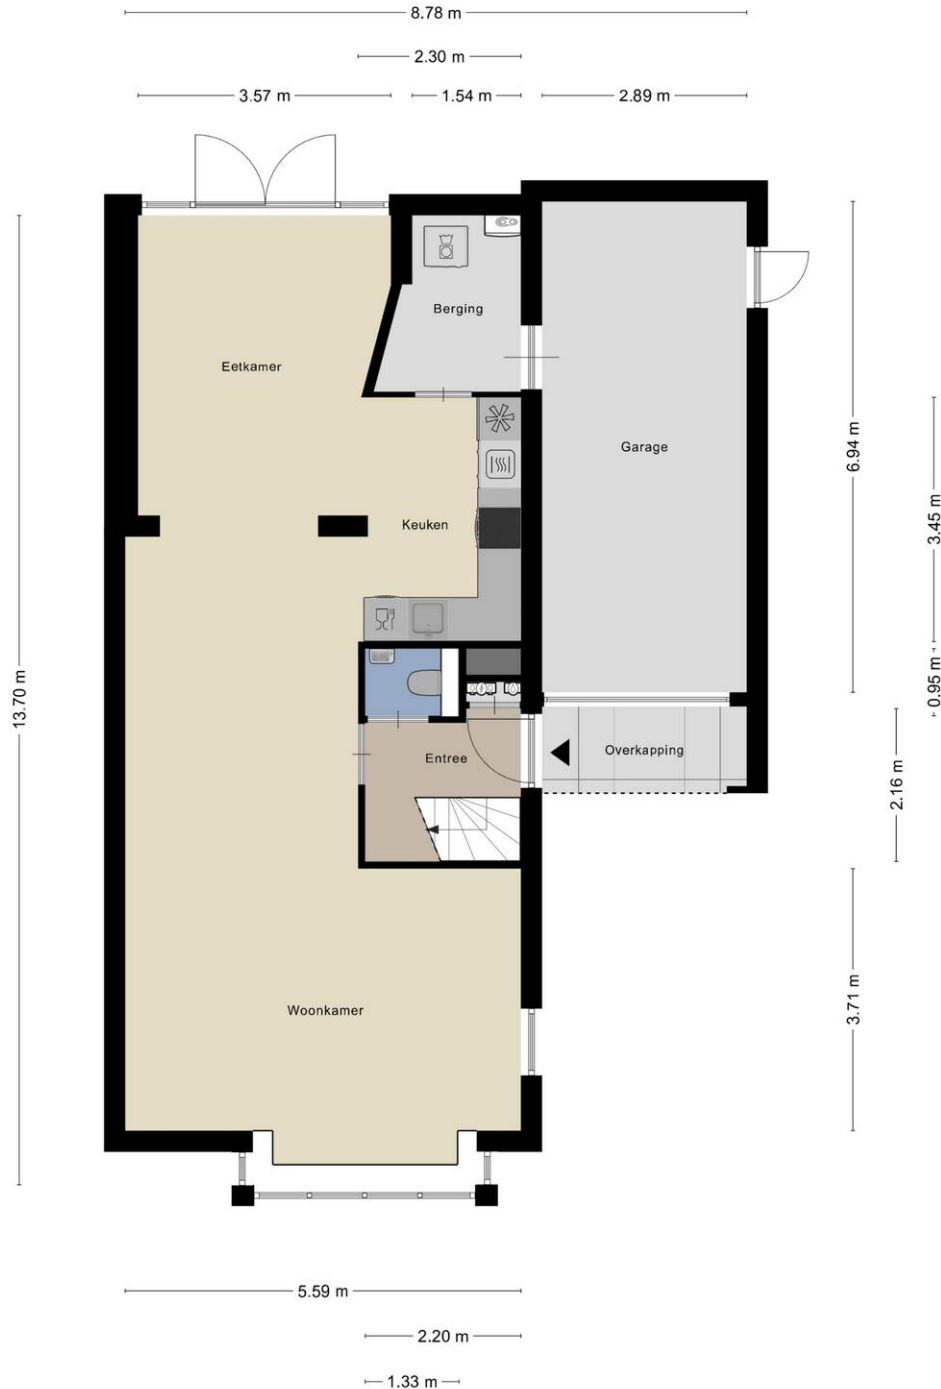 8.78 m
2.30 m
3.57 m
1.54 m
2.89 m
Berging
Eetkamer
Garage
6.94 m
3.45 m
Keuken
13.70 m
0.95 m
Entree
Overkapping
2.16 m
Woonkamer
3.71 m
5.59 m
2.20 m
1.33 m